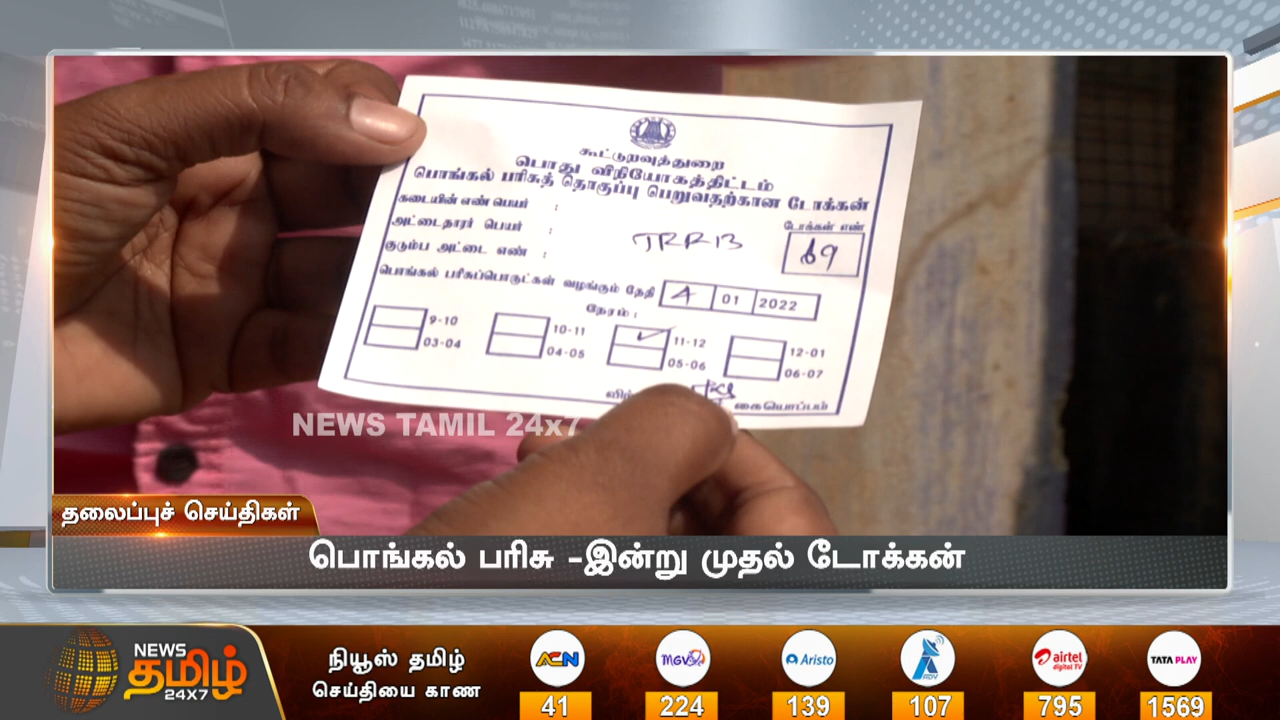 கூட்டுறவுத்துறை
பொது விநியோகத்திட்டம்
பொங்கல் பரிசுத் தொகுப்பு பெறுவதற்கான டோக்கன்
கடையின் எண் பெயர் :
அட்டைதாரர் பெயர் :
டோக்கன் எண்
குடும்ப அட்டை எண் :
69
பொங்கல் பரிசுப்பொருட்கள் வழங்கும் தேதி 01 2022
நேரம் :
9-10 10-11 11-12 12-01
03-04 04-05 05-06 06-07
கையொப்பம்
NEWS TAMIL 24x7
தலைப்புச் செய்திகள்
பொங்கல் பரிசு -இன்று முதல் டோக்கன்
NEWS
தமிழ்
24X7
நியூஸ் தமிழ்
செய்தியை காண
ACN MGV Aristo airtel digital TV TATA PLAY
41 224 139 107 795 1569